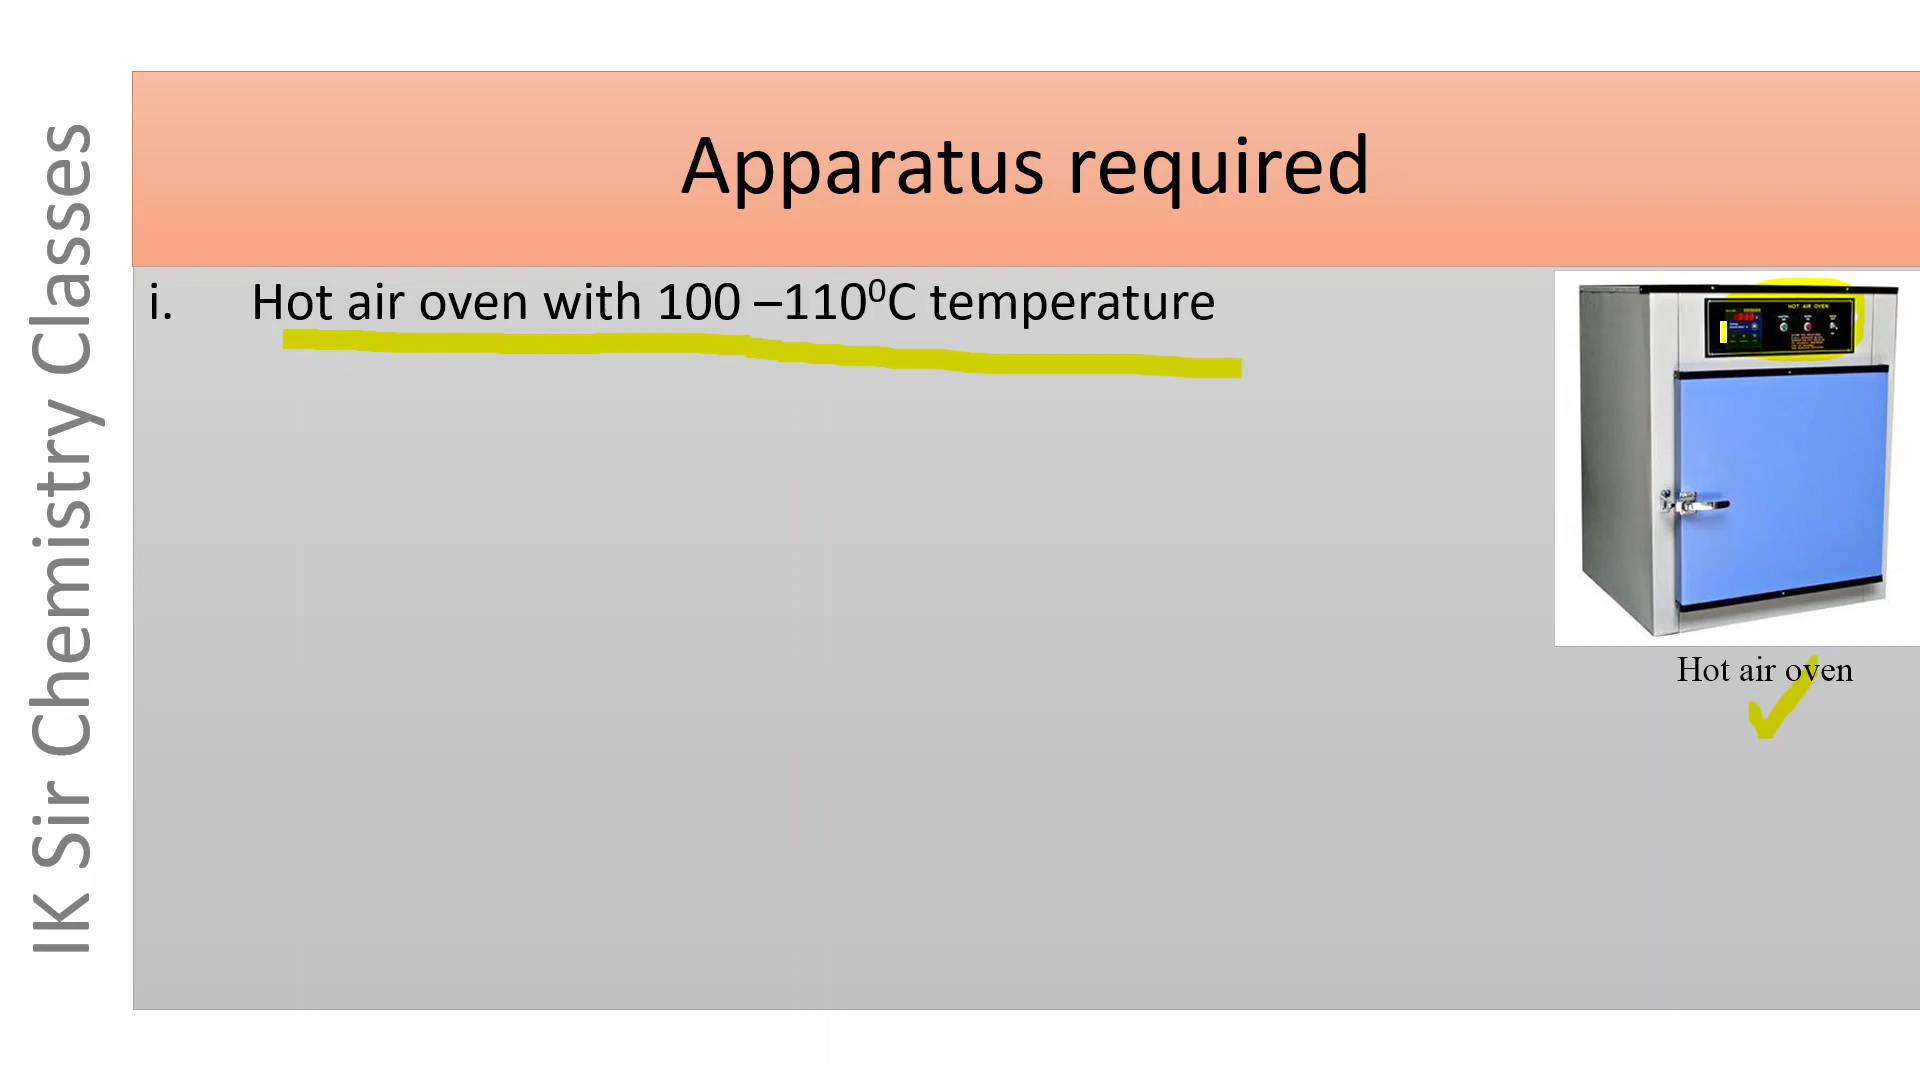 IK Sir Chemistry Classes
Apparatus required
i. Hot air oven with 100 –110⁰C temperature
HOT AIR OVEN
Hot air oven